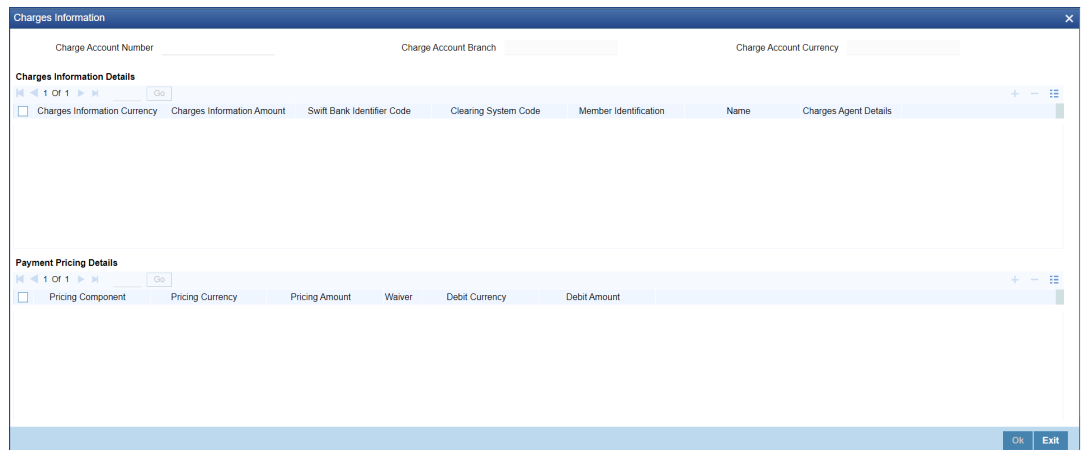 Charges Information
Charge Account Number Charge Account Branch Charge Account Currency
Charges Information Details
1 Of 1 Go
Charges Information Currency Charges Information Amount Swift Bank Identifier Code Clearing System Code Member Identification Name Charges Agent Details
Payment Pricing Details
1 Of 1 Go
Pricing Component Pricing Currency Pricing Amount Waiver Debit Currency Debit Amount
Ok Exit